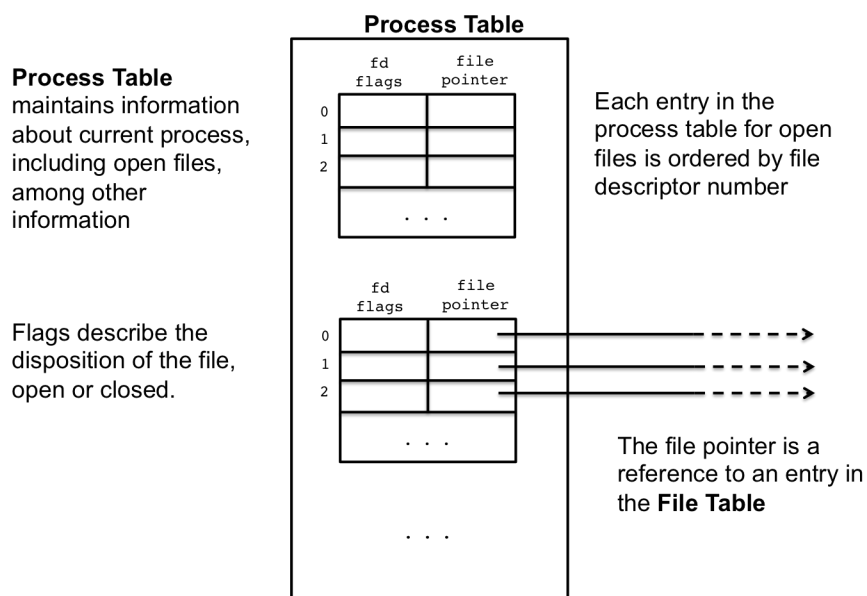 Process Table
Process Table
maintains information
about current process,
including open files,
among other
information
fd
flags
file
pointer
0
1
2
. . .
Each entry in the
process table for open
files is ordered by file
descriptor number
Flags describe the
disposition of the file,
open or closed.
fd
flags
file
pointer
0
1
2
. . .
The file pointer is a
reference to an entry in
the File Table
. . .